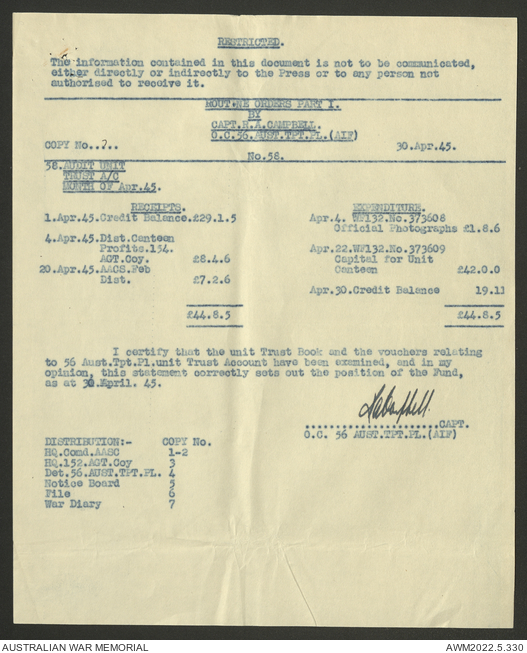 RESTRICTED.
The information contained in this document is not to be communicated,
either directly or indirectly to the Press or to any person not
authorised to receive it.
ROUTINE ORDERS PART I.
BY
CAPT.H.A.CAMPBELL.
O.C.56.AUST.TPT.PL.(AIF)
COPY No..7.. 30.Apr.45.
No.58.
58.AUDIT UNIT
TRUST A/C
MONTH OF Apr.45.
RECEIPTS. EXPENDITURE.
1.Apr.45.Credit Balance.£29.1.5 Apr.4. WF132.No.373608
Official Photographs £1.8.6
4.Apr.45.Dist.Canteen
Profits.154. Apr.22.WF132.No.373609
AGT.Coy. £8.4.6 Capital for Unit
20.Apr.45.AACS.Feb Canteen £42.0.0
Dist. £7.2.6
Apr.30.Credit Balance 19.11
£44.8.5 £44.8.5
I certify that the unit Trust Book and the vouchers relating
to 56 Aust.Tpt.Pl.unit Trust Account have been examined, and in my
opinion, this statement correctly sets out the position of the Fund,
as at 30.April. 45.
HACampbell.
........................CAPT.
O.C. 56 AUST.TPT.PL.(AIF)
DISTRIBUTION:- COPY No.
HQ.Comd.AASC 1-2
HQ.152.AGT.Coy 3
Det.56.AUST.TPT.PL. 4
Notice Board 5
File 6
War Diary 7
AUSTRALIAN WAR MEMORIAL AWM2022.5.330